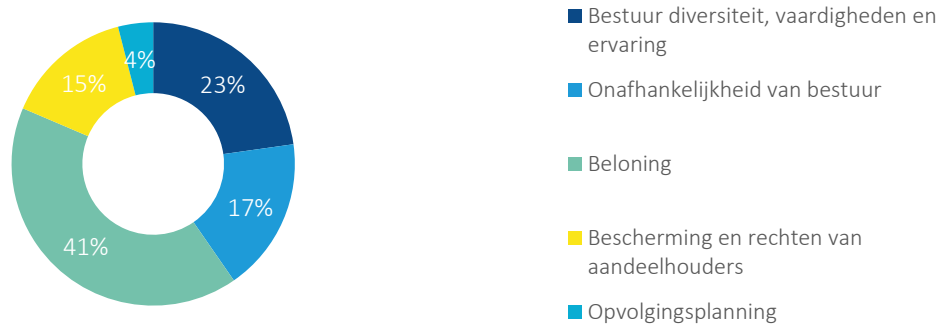 4%
15%
23%
17%
41%
Bestuur diversiteit, vaardigheden en
ervaring
Onafhankelijkheid van bestuur
Beloning
Bescherming en rechten van
aandeelhouders
Opvolgingsplanning